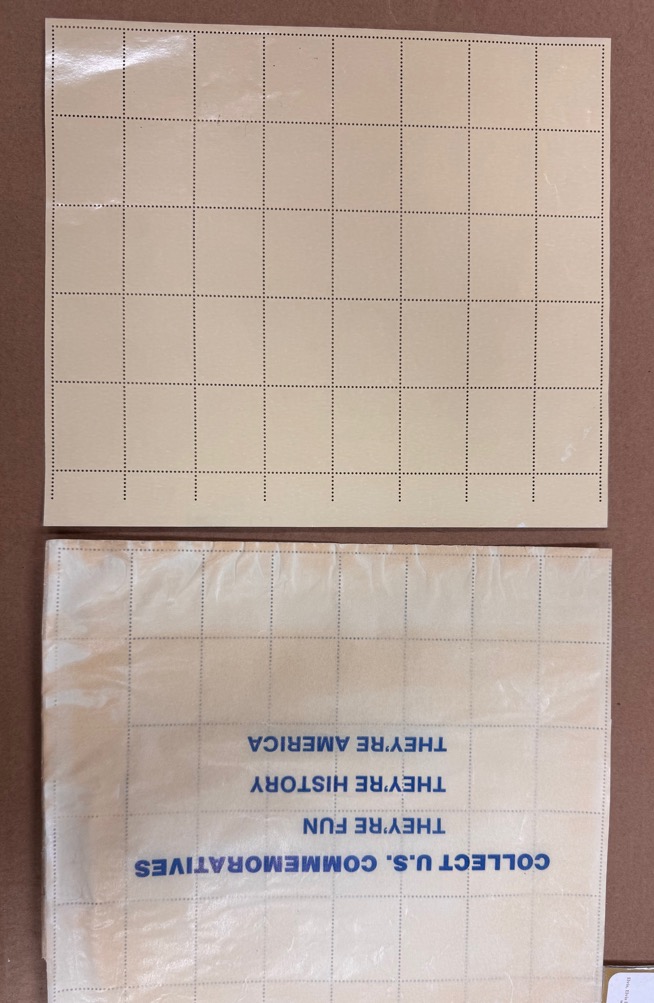 COLLECT U.S. COMMEMORATIVES
THEY'RE FUN
THEY'RE HISTORY
THEY'RE AMERICA